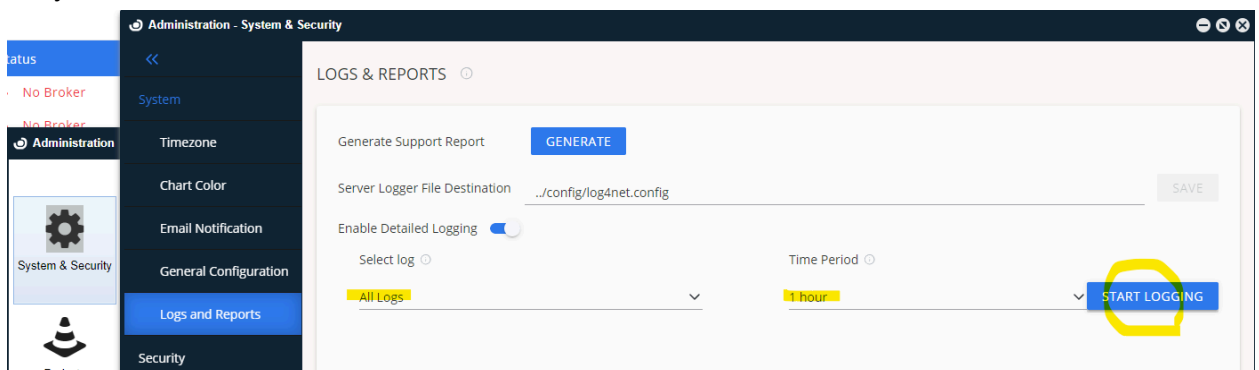 Administration - System & Security
tatus
No Broker
No Broker
Administration
System & Security
System
Timezone
Chart Color
Email Notification
General Configuration
Logs and Reports
Security
LOGS & REPORTS
Generate Support Report
GENERATE
Server Logger File Destination
../config/log4net.config
SAVE
Enable Detailed Logging
Select log
Time Period
All Logs
1 hour
START LOGGING